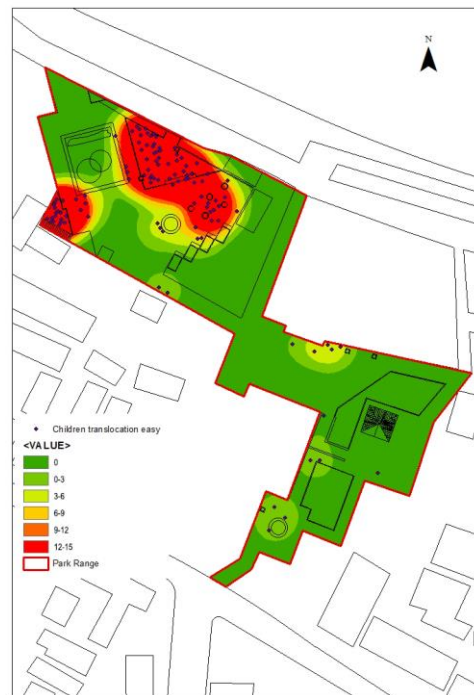 N
Children translocation easy
<VALUE>
0
0-3
3-6
6-9
9-12
12-15
Park Range